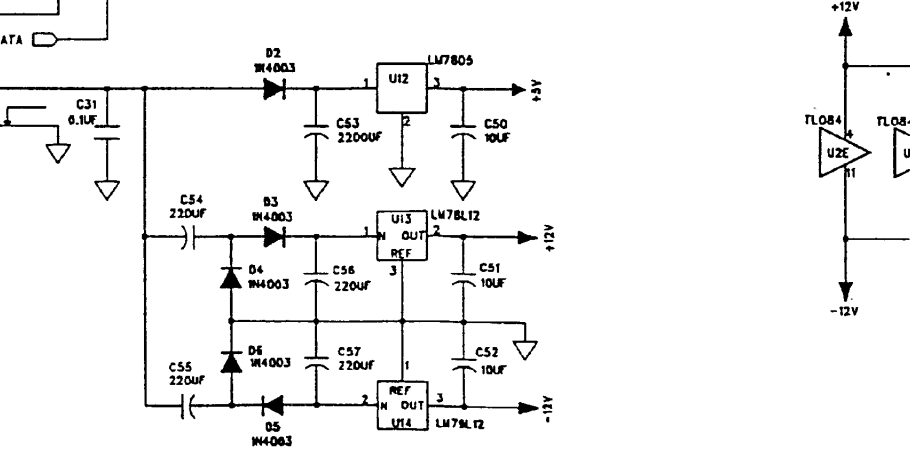 ATA
C31
0.1UF
D2
1N4003
C53
2200UF
LM7805
U12
1
3
2
+5V
C50
10UF
C54
220UF
D3
1N4003
D4
1N4003
C56
220UF
LM78L12
U13
N OUT
REF
1
2
3
+12V
C51
10UF
C55
220UF
D6
1N4003
D5
1N4003
C57
220UF
1
REF
N OUT
U14
2
3
LM79L12
-12V
C52
10UF
+12V
TL084
4
U2E
11
-12V
TL084
U